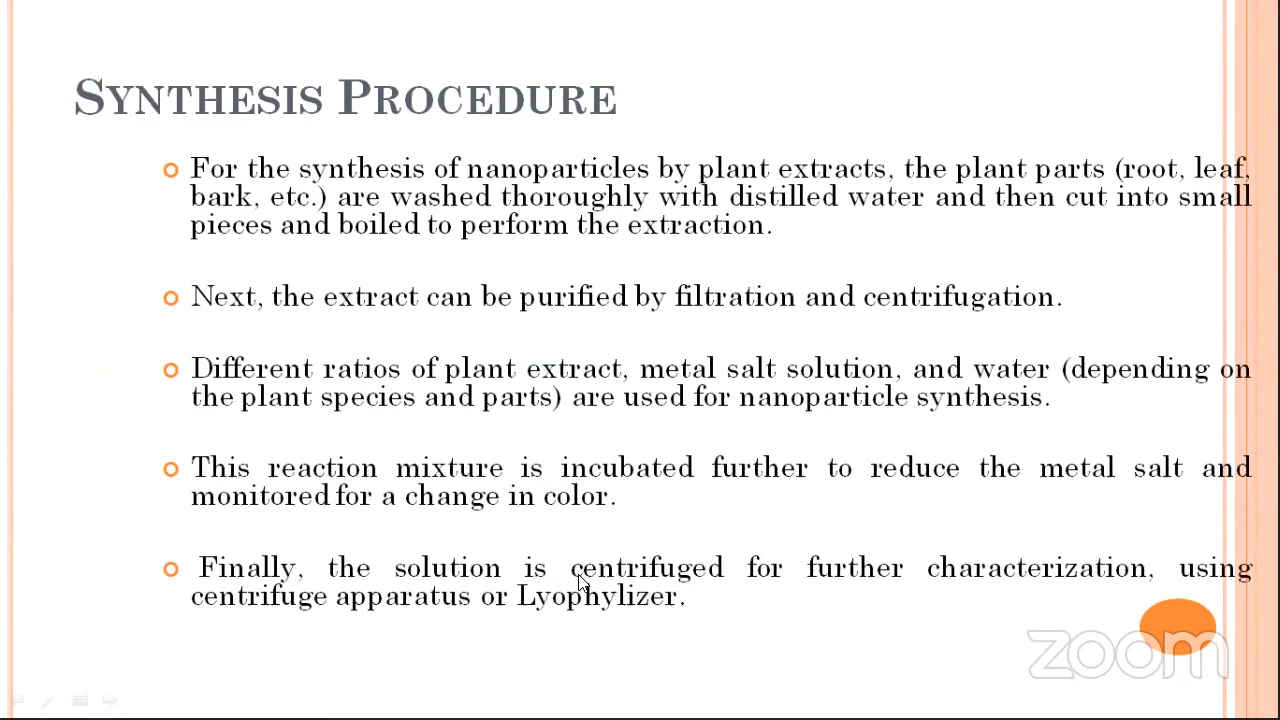 SYNTHESIS PROCEDURE
For the synthesis of nanoparticles by plant extracts, the plant parts (root, leaf,
bark, etc.) are washed thoroughly with distilled water and then cut into small
pieces and boiled to perform the extraction.
Next, the extract can be purified by filtration and centrifugation.
Different ratios of plant extract, metal salt solution, and water (depending on
the plant species and parts) are used for nanoparticle synthesis.
This reaction mixture is incubated further to reduce the metal salt and
monitored for a change in color.
Finally, the solution is centrifuged for further characterization, using
centrifuge apparatus or Lyophylizer.
zoom